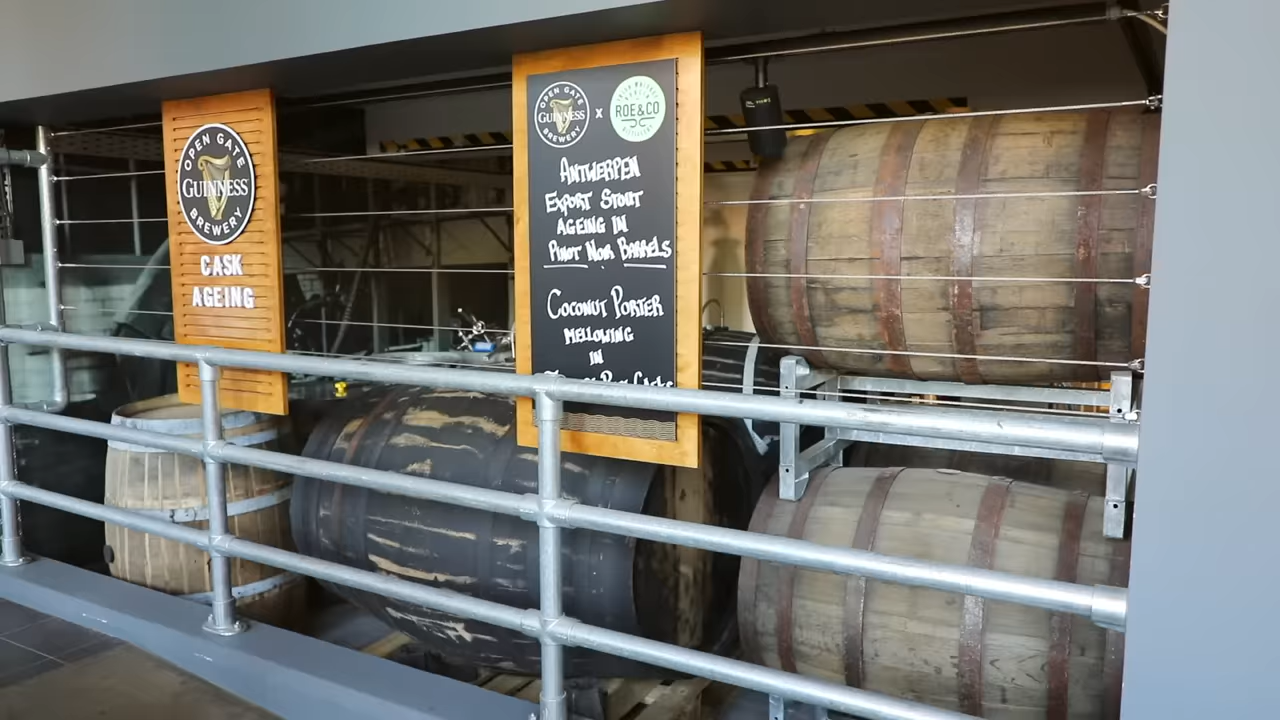 OPEN GATE
GUINNESS
BREWERY
CASK
AGEING
OPEN GATE
GUINNESS
BREWERY
x
ROE&CO
ANTWERPEN
EXPORT STOUT
AGEING IN
PINOT NOIR BARRELS
COCONUT PORTER
MELLOWING
IN